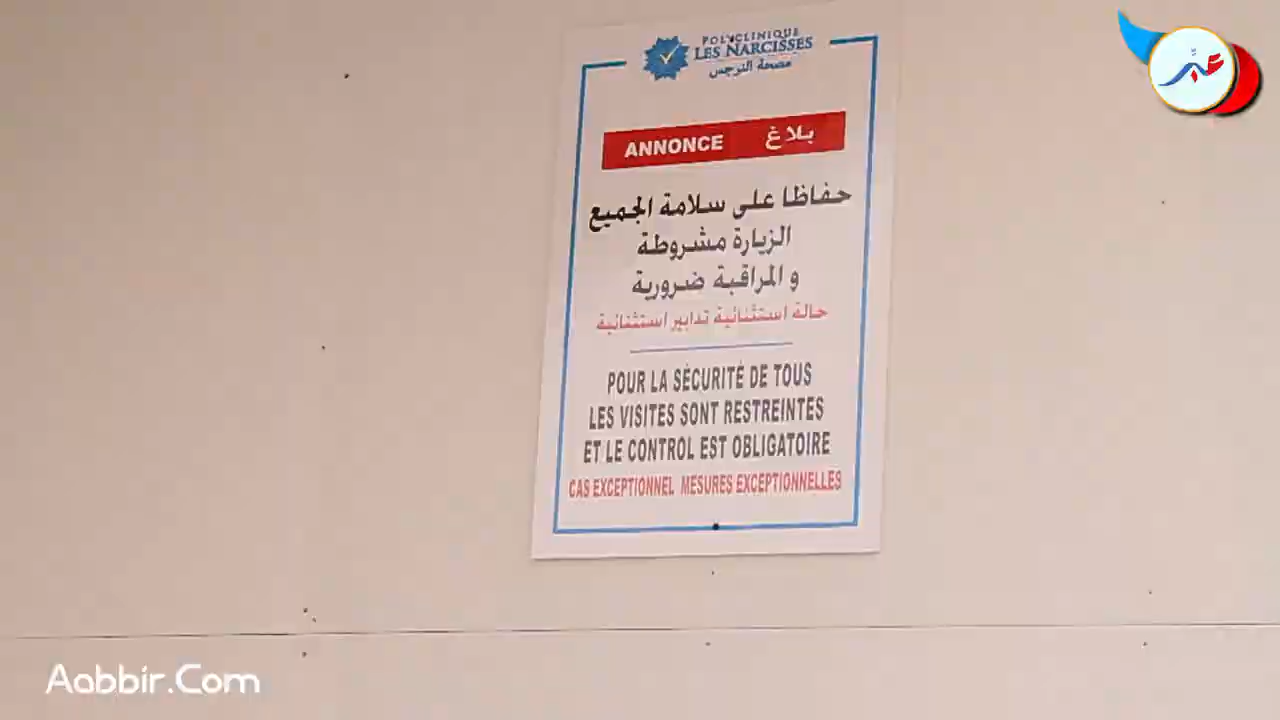 POLYCLINIQUE
LES NARCISSES
مصحة النرجس
ANNONCE بلاغ
حفاظا على سلامة الجميع
الزيارة مشروطة
و المراقبة ضرورية
حالة استثنائية تدابير استثنائية
POUR LA SÉCURITÉ DE TOUS
LES VISITES SONT RESTREINTES
ET LE CONTROL EST OBLIGATOIRE
CAS EXCEPTIONNEL MESURES EXCEPTIONNELLES
عبّر
Aabbir.Com